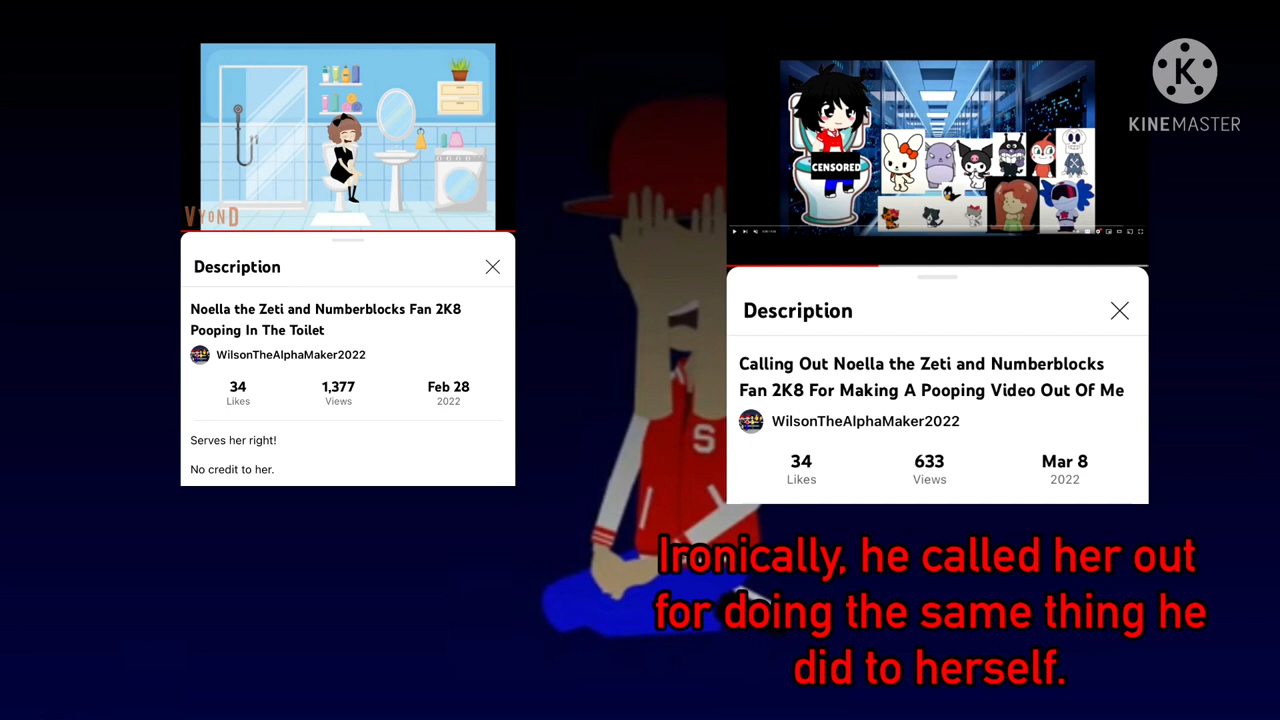 VYOND
Description
Noella the Zeti and Numberblocks Fan 2K8
Pooping In The Toilet
WilsonTheAlphaMaker2022
34 1,377 Feb 28
Likes Views 2022
Serves her right!
No credit to her.
K
KINEMASTER
CENSORED
Description
Calling Out Noella the Zeti and Numberblocks
Fan 2K8 For Making A Pooping Video Out Of Me
WilsonTheAlphaMaker2022
34 633 Mar 8
Likes Views 2022
S
Ironically, he called her out
for doing the same thing he
did to herself.